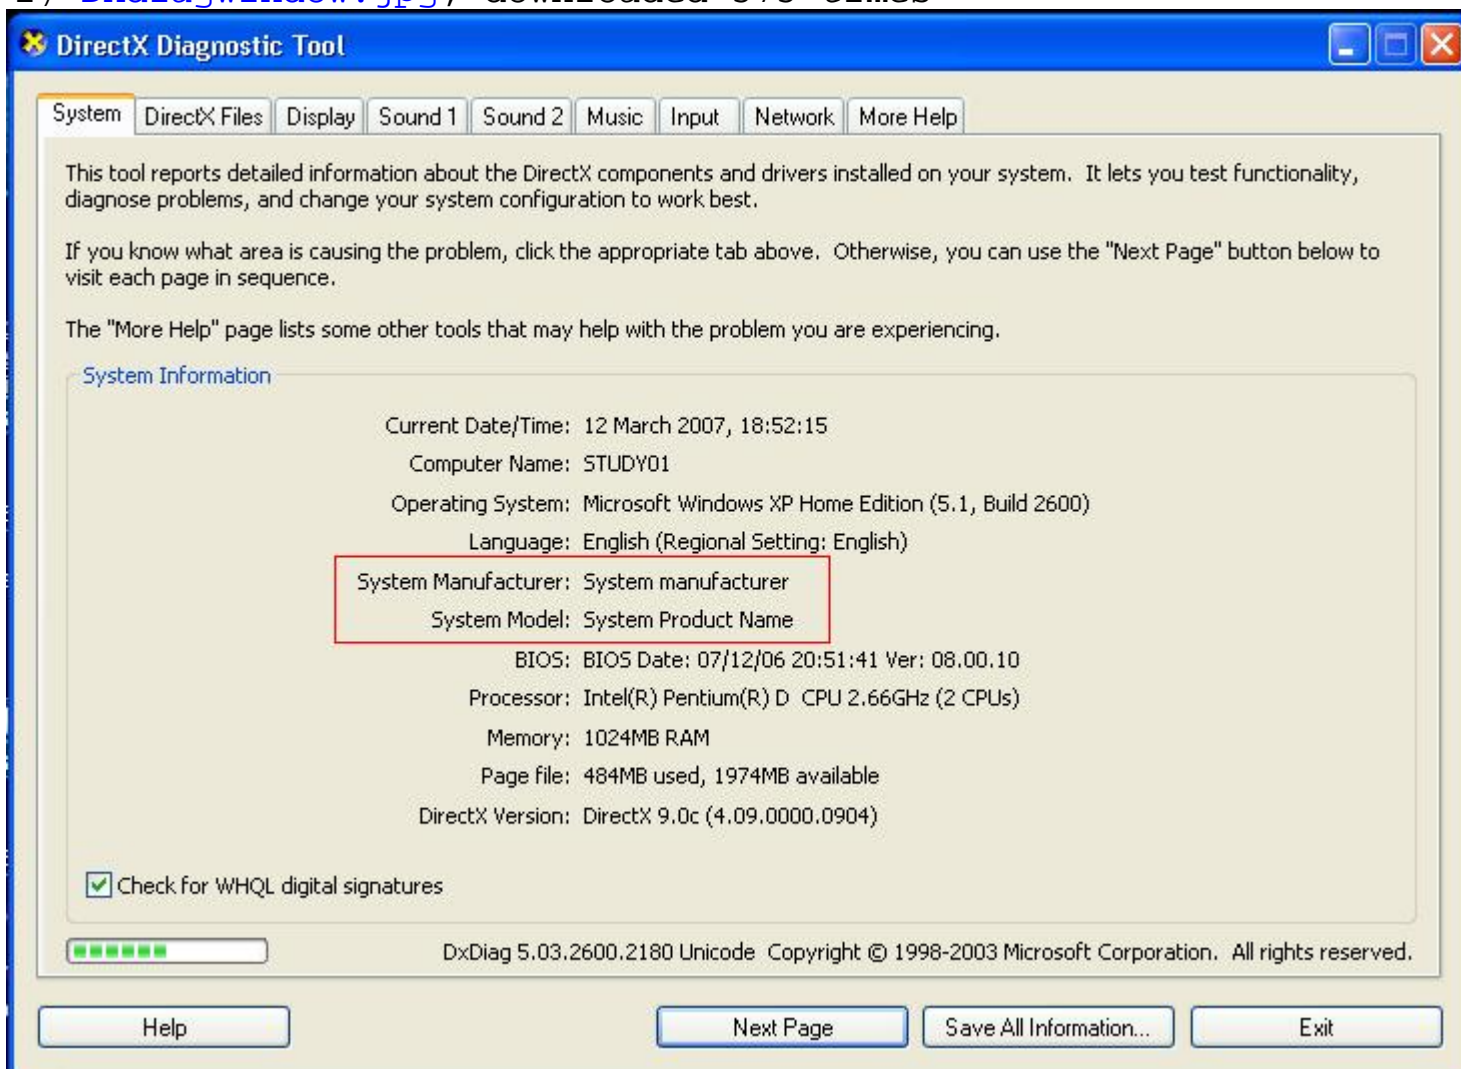 DirectX Diagnostic Tool
System DirectX Files Display Sound 1 Sound 2 Music Input Network More Help
This tool reports detailed information about the DirectX components and drivers installed on your system. It lets you test functionality,
diagnose problems, and change your system configuration to work best.
If you know what area is causing the problem, click the appropriate tab above. Otherwise, you can use the "Next Page" button below to
visit each page in sequence.
The "More Help" page lists some other tools that may help with the problem you are experiencing.
System Information
Current Date/Time: 12 March 2007, 18:52:15
Computer Name: STUDY01
Operating System: Microsoft Windows XP Home Edition (5.1, Build 2600)
Language: English (Regional Setting: English)
System Manufacturer: System manufacturer
System Model: System Product Name
BIOS: BIOS Date: 07/12/06 20:51:41 Ver: 08.00.10
Processor: Intel(R) Pentium(R) D CPU 2.66GHz (2 CPUs)
Memory: 1024MB RAM
Page file: 484MB used, 1974MB available
DirectX Version: DirectX 9.0c (4.09.0000.0904)
Check for WHQL digital signatures
DxDiag 5.03.2600.2180 Unicode Copyright © 1998-2003 Microsoft Corporation. All rights reserved.
Help Next Page Save All Information... Exit